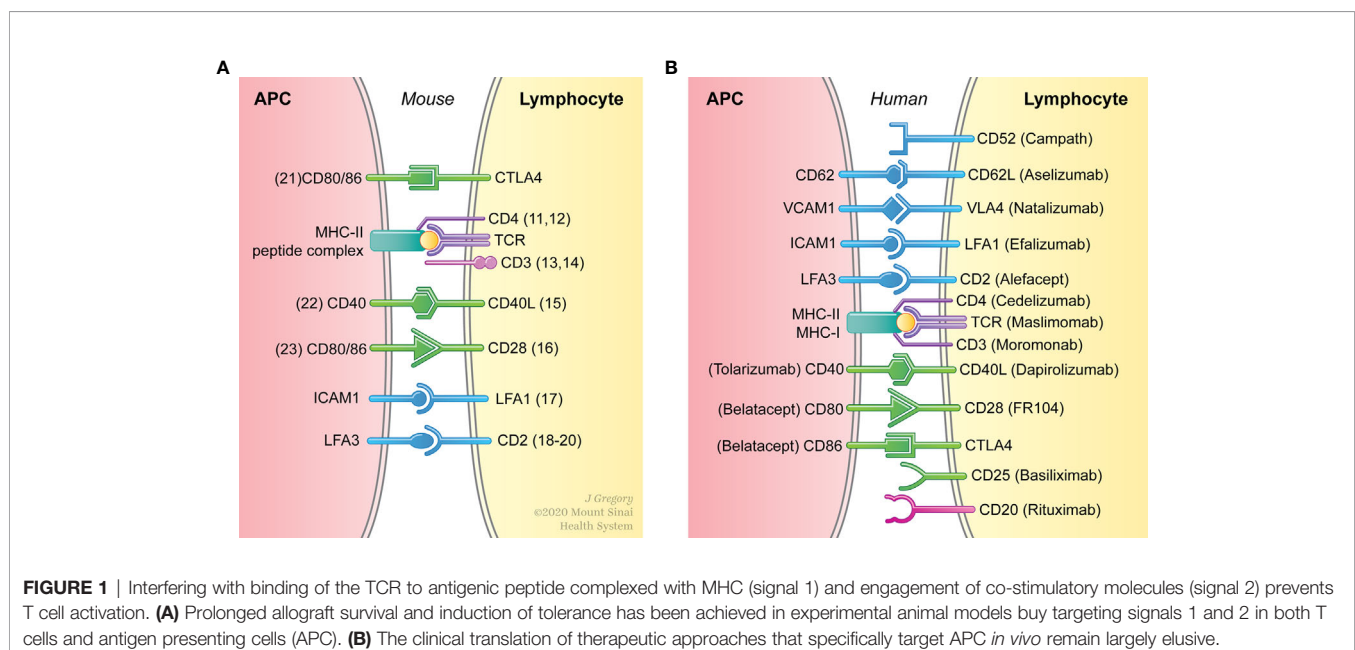 A
APC Mouse Lymphocyte
(21)CD80/86 CTLA4
CD4 (11,12)
MHC-II
peptide complex
TCR
CD3 (13,14)
(22) CD40 CD40L (15)
(23) CD80/86 CD28 (16)
ICAM1 LFA1 (17)
LFA3 CD2 (18-20)
J Gregory
©2020 Mount Sinai
Health System
B
APC Human Lymphocyte
CD52 (Campath)
CD62 CD62L (Aselizumab)
VCAM1 VLA4 (Natalizumab)
ICAM1 LFA1 (Efalizumab)
LFA3 CD2 (Alefacept)
CD4 (Cedelizumab)
MHC-II
MHC-I
TCR (Maslimomab)
CD3 (Moromonab)
(Tolarizumab) CD40 CD40L (Dapirolizumab)
(Belatacept) CD80 CD28 (FR104)
(Belatacept) CD86 CTLA4
CD25 (Basiliximab)
CD20 (Rituximab)
FIGURE 1 | Interfering with binding of the TCR to antigenic peptide complexed with MHC (signal 1) and engagement of co-stimulatory molecules (signal 2) prevents
T cell activation. (A) Prolonged allograft survival and induction of tolerance has been achieved in experimental animal models buy targeting signals 1 and 2 in both T
cells and antigen presenting cells (APC). (B) The clinical translation of therapeutic approaches that specifically target APC in vivo remain largely elusive.